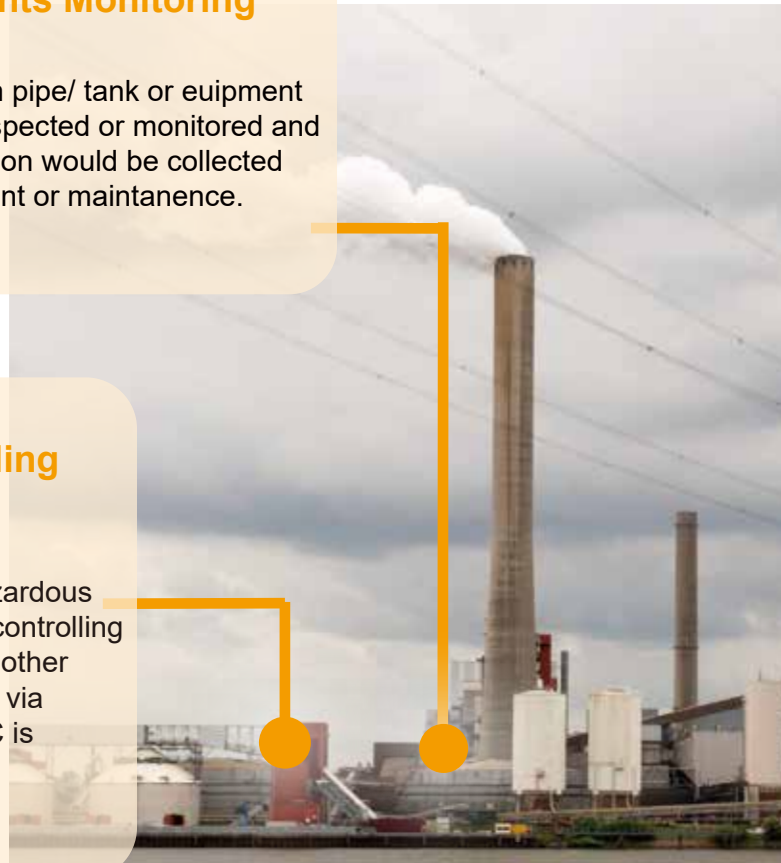 nts Monitoring
pipe/ tank or euipment
spected or monitored and
on would be collected
nt or maintanence.
ling
zardous
controlling
other
via
is